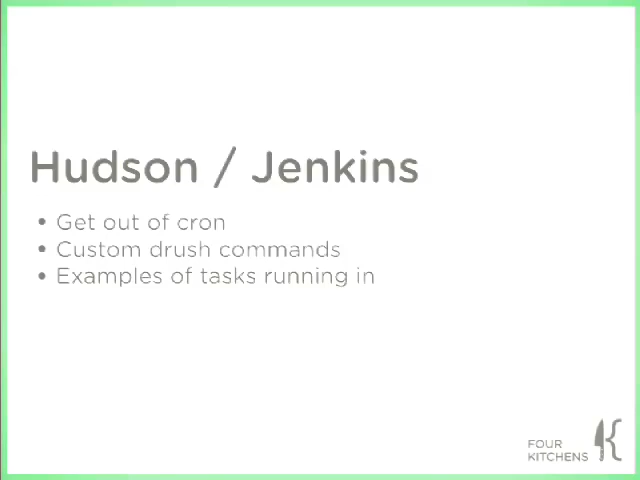 Hudson / Jenkins
• Get out of cron
• Custom drush commands
• Examples of tasks running in
FOUR
KITCHENS